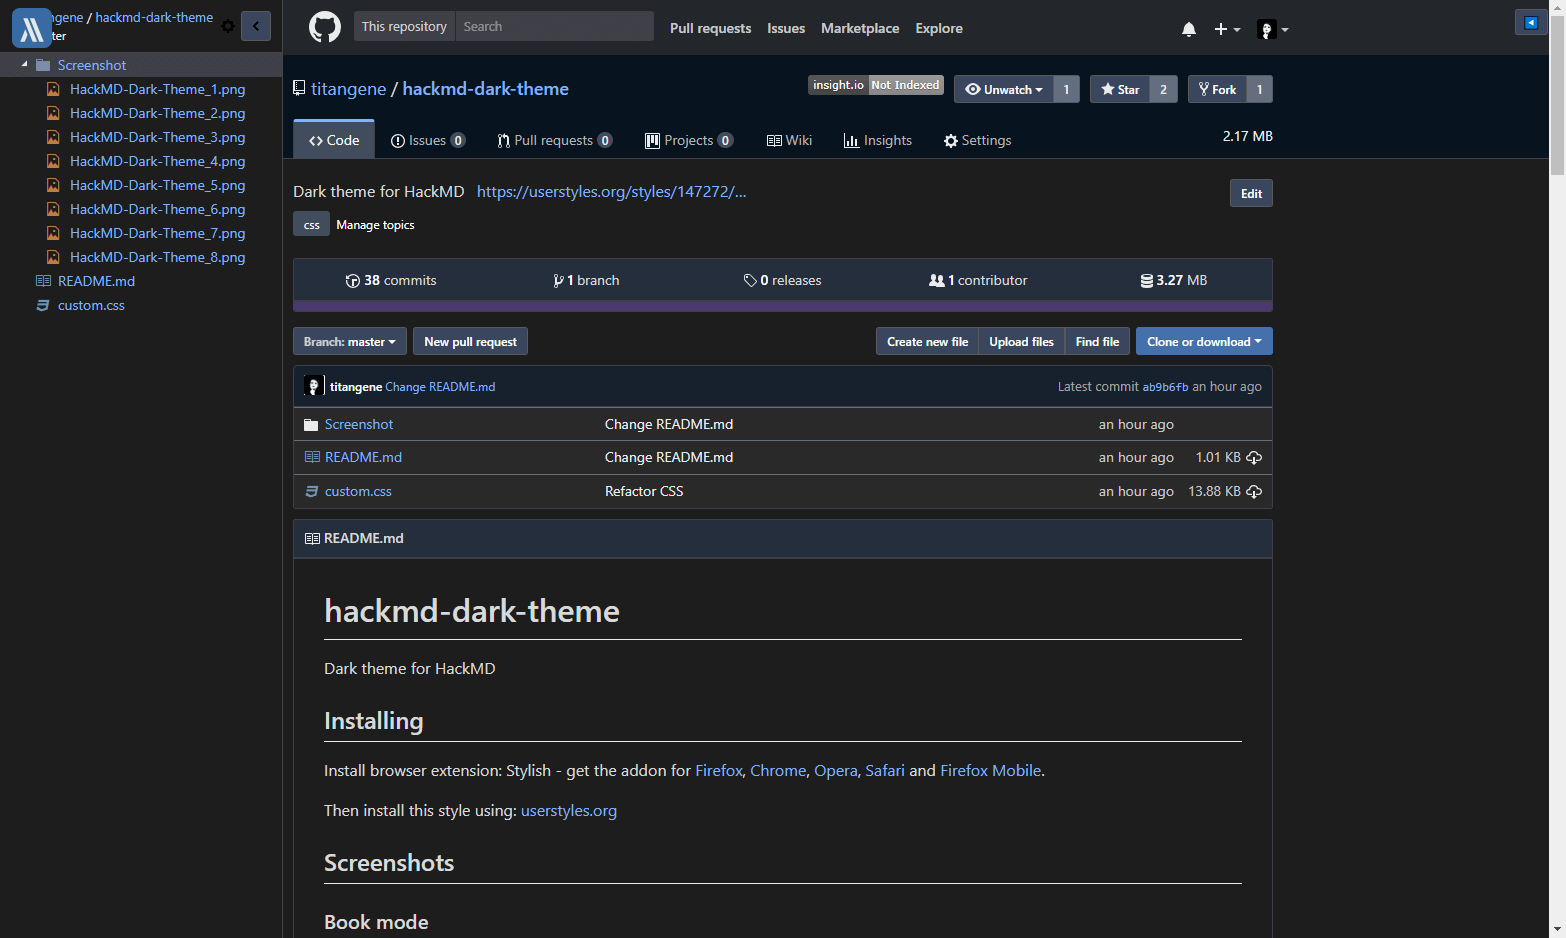 ngene / hackmd-dark-theme
ter
Screenshot
HackMD-Dark-Theme_1.png
HackMD-Dark-Theme_2.png
HackMD-Dark-Theme_3.png
HackMD-Dark-Theme_4.png
HackMD-Dark-Theme_5.png
HackMD-Dark-Theme_6.png
HackMD-Dark-Theme_7.png
HackMD-Dark-Theme_8.png
README.md
custom.css
This repository Search Pull requests Issues Marketplace Explore
titangene / hackmd-dark-theme insight.io Not Indexed Unwatch 1 Star 2 Fork 1
Code Issues 0 Pull requests 0 Projects 0 Wiki Insights Settings 2.17 MB
Dark theme for HackMD https://userstyles.org/styles/147272/... Edit
css Manage topics
38 commits 1 branch 0 releases 1 contributor 3.27 MB
Branch: master New pull request Create new file Upload files Find file Clone or download
titangene Change README.md Latest commit ab9b6fb an hour ago
Screenshot Change README.md an hour ago
README.md Change README.md an hour ago 1.01 KB
custom.css Refactor CSS an hour ago 13.88 KB
README.md
hackmd-dark-theme
Dark theme for HackMD
Installing
Install browser extension: Stylish - get the addon for Firefox, Chrome, Opera, Safari and Firefox Mobile.
Then install this style using: userstyles.org
Screenshots
Book mode